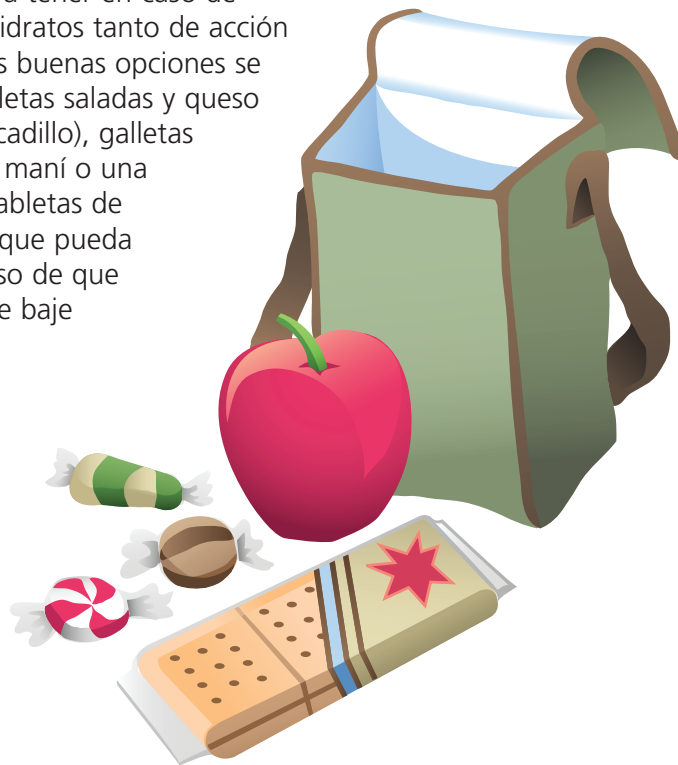 a tener en caso de
idratos tanto de acción
s buenas opciones se
letas saladas y queso
cadillo), galletas
maní o una
abletas de
que pueda
so de que
e baje